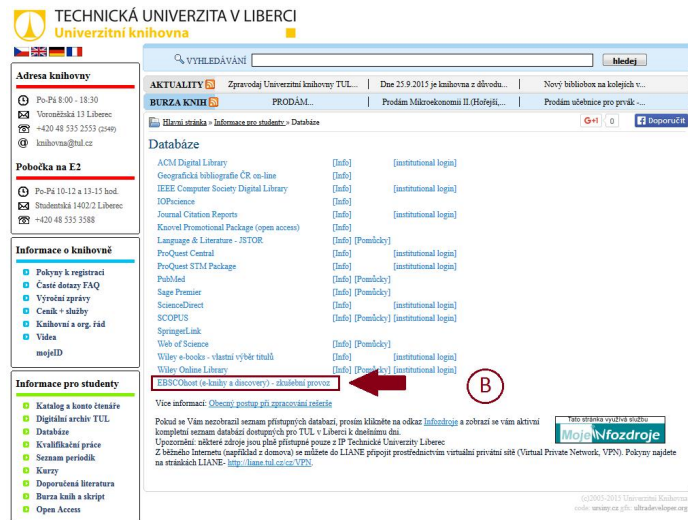 TECHNICKÁ UNIVERZITA V LIBERCI
Univerzitní knihovna
Adresa knihovny
Po-Pá 8:00 - 18:30
Voroněžská 13 Liberec
+420 48 535 2553 (2549)
knihovna@tul.cz
Pobočka na E2
Po-Pá 10-12 a 13-15 hod.
Studentská 1402/2 Liberec
+420 48 535 3588
Informace o knihovně
Pokyny k registraci
Časté dotazy FAQ
Výroční zprávy
Ceník + služby
Knihovní a org. řád
Videa
mojeID
Informace pro studenty
Katalog a konto čtenáře
Digitální archiv TUL
Databáze
Kvalifikační práce
Seznam periodik
Kurzy
Doporučená literatura
Burza knih a skript
Open Access
VYHLEDÁVÁNÍ hledej
AKTUALITY Zpravodaj Univerzitní knihovny TUL... Dne 25.9.2015 je knihovna z důvodu... Nový bibliobox na kolejích v...
BURZA KNIH PRODÁM... Prodám Mikroekonomii II.(Hořejší,... Prodám učebnice pro prvák -...
Hlavní stránka » Informace pro studenty » Databáze G+1 0 Doporučit
Databáze
ACM Digital Library [Info] [institutional login]
Geografická bibliografie ČR on-line [Info]
IEEE Computer Society Digital Library [Info] [institutional login]
IOPscience [Info]
Journal Citation Reports [Info] [institutional login]
Knovel Promotional Package (open access) [Info]
Language & Literature - JSTOR [Info] [Pomůcky]
ProQuest Central [Info] [institutional login]
ProQuest STM Package [Info] [institutional login]
PubMed [Info] [Pomůcky]
Sage Premier [Info] [Pomůcky]
ScienceDirect [Info] [institutional login]
SCOPUS [Info] [Pomůcky] [institutional login]
SpringerLink
Web of Science [Info] [Pomůcky]
Wiley e-books - vlastní výběr titulů [Info] [institutional login]
Wiley Online Library [Info] [Pomůcky] [institutional login]
EBSCOhost (e-knihy a discovery) - zkušební provoz
B
Více informací: Obecný postup při zpracování rešerše
Pokud se Vám nezobrazil seznam přístupných databazí, prosím klikněte na odkaz Infozdroje a zobrazí se vám aktivní
kompletní seznam databází dostupných pro TUL v Liberci k dnešnímu dni.
Upozornění: některé zdroje jsou plně přístupné pouze z IP Technické Univerzity Liberec
Z běžného Internetu (například z domova) se můžete do LIANE připojit prostřednictvím virtuální privátní sítě (Virtual Private Network, VPN). Pokyny najdete
na stránkách LIANE- http://liane.tul.cz/cz/VPN.
Tato stránka využívá službu
MojeINfozdroje
(c)2005-2015 Univerzitní Knihovna
code: ursiny.cz gfx: ultradeveloper.org